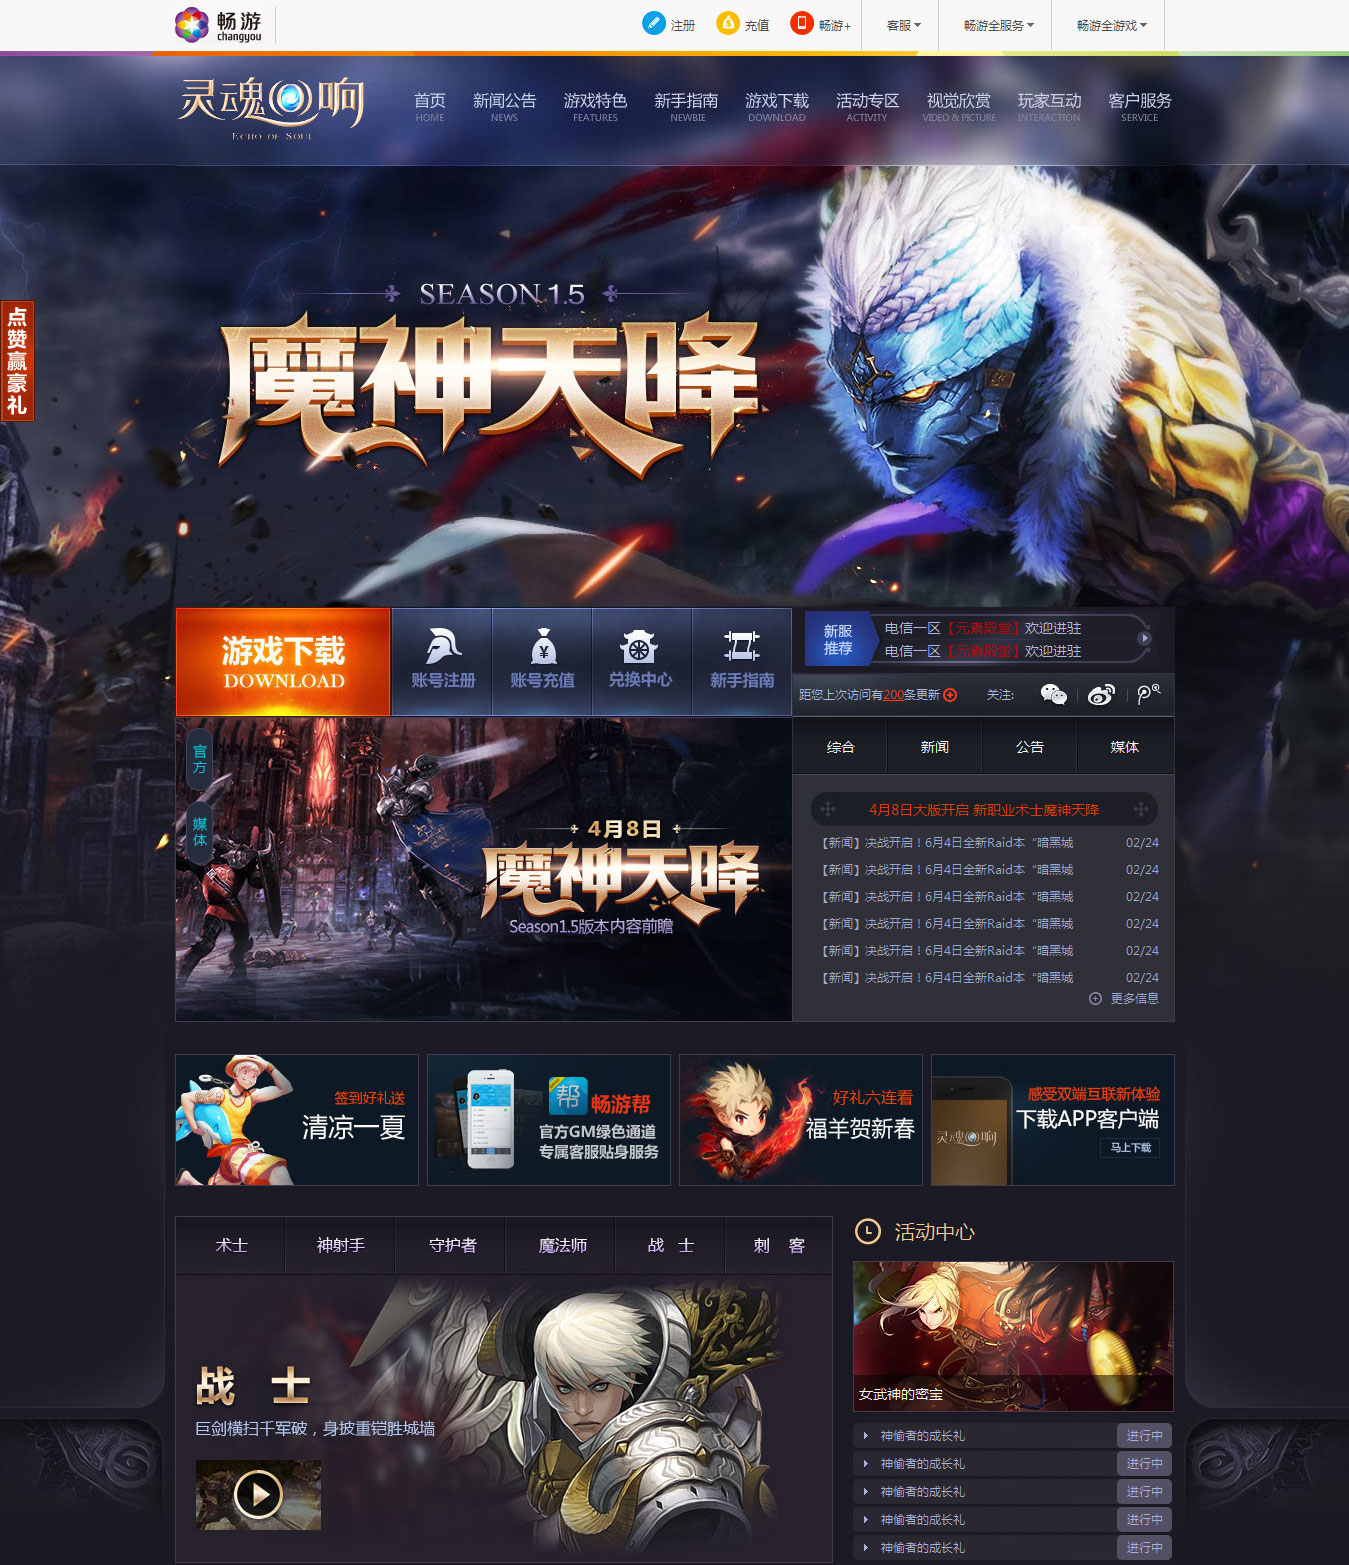 畅游
changyou
注册
充值
畅游+
客服
畅游全服务
畅游全游戏
灵魂回响
ECHO OF SOUL
首页
HOME
新闻公告
NEWS
游戏特色
FEATURES
新手指南
NEWBIE
游戏下载
DOWNLOAD
活动专区
ACTIVITY
视觉欣赏
VIDEO & PICTURE
玩家互动
INTERACTION
客户服务
SERVICE
SEASON 1.5
魔神天降
点赞赢豪礼
游戏下载
DOWNLOAD
账号注册
账号充值
兑换中心
新手指南
新服
推荐
电信一区【元素殿堂】欢迎进驻
电信一区【元素殿堂】欢迎进驻
距您上次访问有200条更新
关注:
官方
媒体
4月8日
魔神天降
Season1.5版本内容前瞻
综合
新闻
公告
媒体
4月8日大版开启 新职业术士魔神天降
【新闻】决战开启！6月4日全新Raid本“暗黑城 02/24
【新闻】决战开启！6月4日全新Raid本“暗黑城 02/24
【新闻】决战开启！6月4日全新Raid本“暗黑城 02/24
【新闻】决战开启！6月4日全新Raid本“暗黑城 02/24
【新闻】决战开启！6月4日全新Raid本“暗黑城 02/24
【新闻】决战开启！6月4日全新Raid本“暗黑城 02/24
更多信息
签到好礼送
清凉一夏
帮
畅游帮
官方GM绿色通道
专属客服贴身服务
好礼六连看
福羊贺新春
灵魂回响
感受双端互联新体验
下载APP客户端
马上下载
术士
神射手
守护者
魔法师
战 士
刺 客
战 士
巨剑横扫千军破，身披重铠胜城墙
活动中心
女武神的密宝
神偷者的成长礼 进行中
神偷者的成长礼 进行中
神偷者的成长礼 进行中
神偷者的成长礼 进行中
神偷者的成长礼 进行中